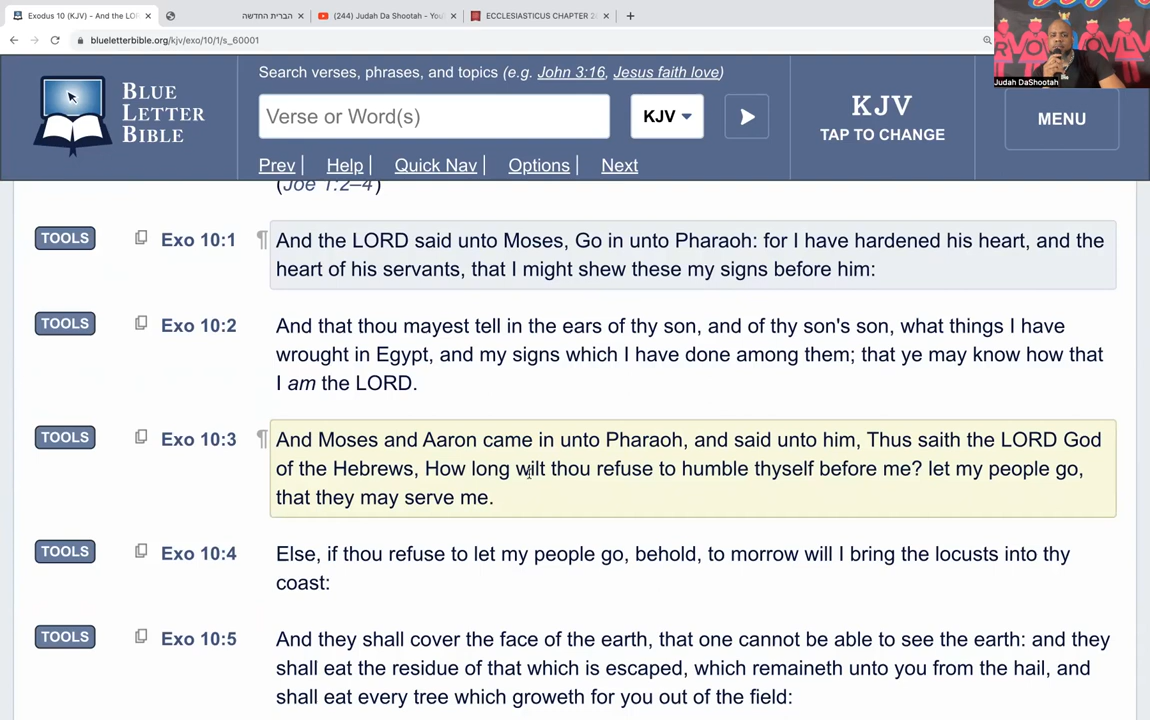 Exodus 10 (KJV) - And the LO
הברית החדשה
(244) Judah Da Shootah - You
ECCLESIASTICUS CHAPTER 2
blueletterbible.org/kjv/exo/10/1/s_60001
Judah DaShootah
BLUE
LETTER
BIBLE
Search verses, phrases, and topics (e.g. John 3:16, Jesus faith love)
Verse or Word(s)
KJV
KJV
TAP TO CHANGE
MENU
Prev | Help | Quick Nav | Options | Next
(Joe 1:2–4)
TOOLS Exo 10:1 ¶ And the LORD said unto Moses, Go in unto Pharaoh: for I have hardened his heart, and the
heart of his servants, that I might shew these my signs before him:
TOOLS Exo 10:2 And that thou mayest tell in the ears of thy son, and of thy son's son, what things I have
wrought in Egypt, and my signs which I have done among them; that ye may know how that
I am the LORD.
TOOLS Exo 10:3 ¶ And Moses and Aaron came in unto Pharaoh, and said unto him, Thus saith the LORD God
of the Hebrews, How long wilt thou refuse to humble thyself before me? let my people go,
that they may serve me.
TOOLS Exo 10:4 Else, if thou refuse to let my people go, behold, to morrow will I bring the locusts into thy
coast:
TOOLS Exo 10:5 And they shall cover the face of the earth, that one cannot be able to see the earth: and they
shall eat the residue of that which is escaped, which remaineth unto you from the hail, and
shall eat every tree which groweth for you out of the field: